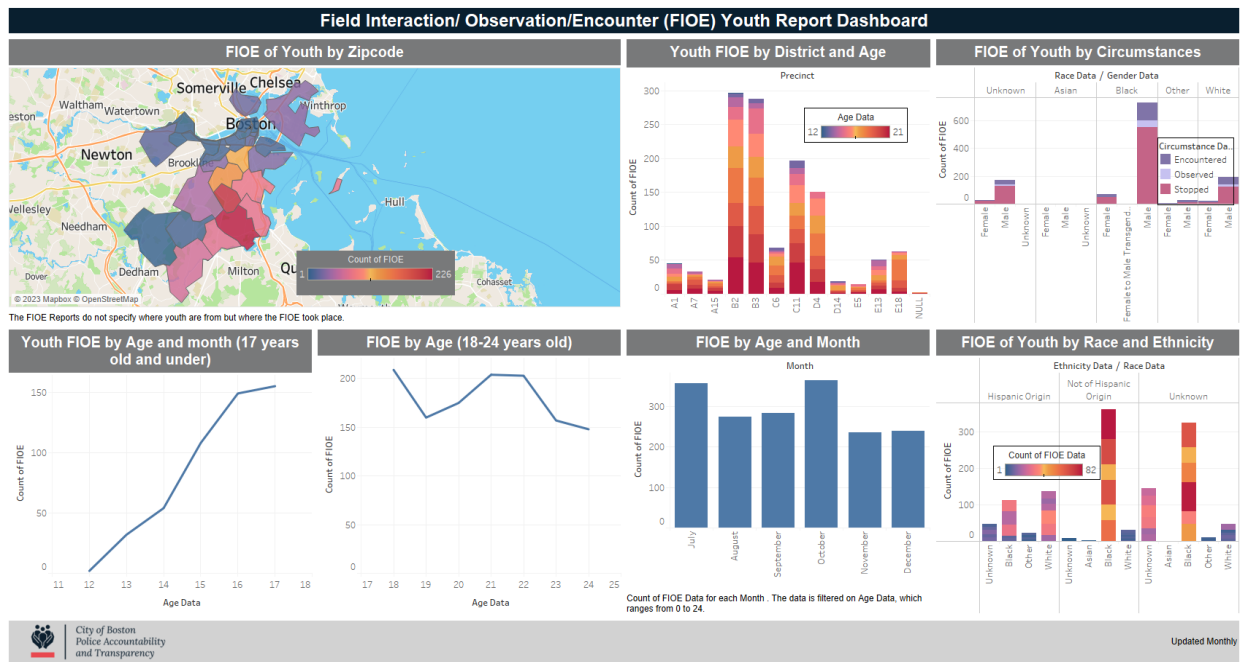 Field Interaction/ Observation/Encounter (FIOE) Youth Report Dashboard
FIOE of Youth by Zipcode
Somerville
Chelsea
Waltham
Watertown
Winthrop
eston
Boston
Newton
Brookline
Wellesley
Needham
Hull
Dover
Dedham
Milton
Qu
Cohasset
Count of FIOE
1
226
© 2023 Mapbox © OpenStreetMap
The FIOE Reports do not specify where youth are from but where the FIOE took place.
Youth FIOE by District and Age
Precinct
Count of FIOE
300
250
200
150
100
50
0
Age Data
12
21
A1
A7
A15
B2
B3
C6
C11
D4
D14
E5
E13
E18
NULL
FIOE of Youth by Circumstances
Race Data / Gender Data
Unknown
Asian
Black
Other
White
Count of FIOE
600
400
200
0
Circumstance Da..
Encountered
Observed
Stopped
Female
Male
Unknown
Female
Male
Unknown
Female
Female to Male Transgend..
Male
Female
Male
Female
Male
Youth FIOE by Age and month (17 years
old and under)
Count of FIOE
150
100
50
0
11
12
13
14
15
16
17
18
Age Data
FIOE by Age (18-24 years old)
Count of FIOE
200
150
100
50
0
17
18
19
20
21
22
23
24
25
Age Data
FIOE by Age and Month
Month
Count of FIOE
300
200
100
0
July
August
September
October
November
December
Count of FIOE Data for each Month . The data is filtered on Age Data, which
ranges from 0 to 24.
FIOE of Youth by Race and Ethnicity
Ethnicity Data / Race Data
Hispanic Origin
Not of Hispanic
Origin
Unknown
Count of FIOE
300
200
100
0
Count of FIOE Data
1
82
Unknown
Black
Other
White
Unknown
Asian
Black
White
Unknown
Asian
Black
Other
White
City of Boston
Police Accountability
and Transparency
Updated Monthly